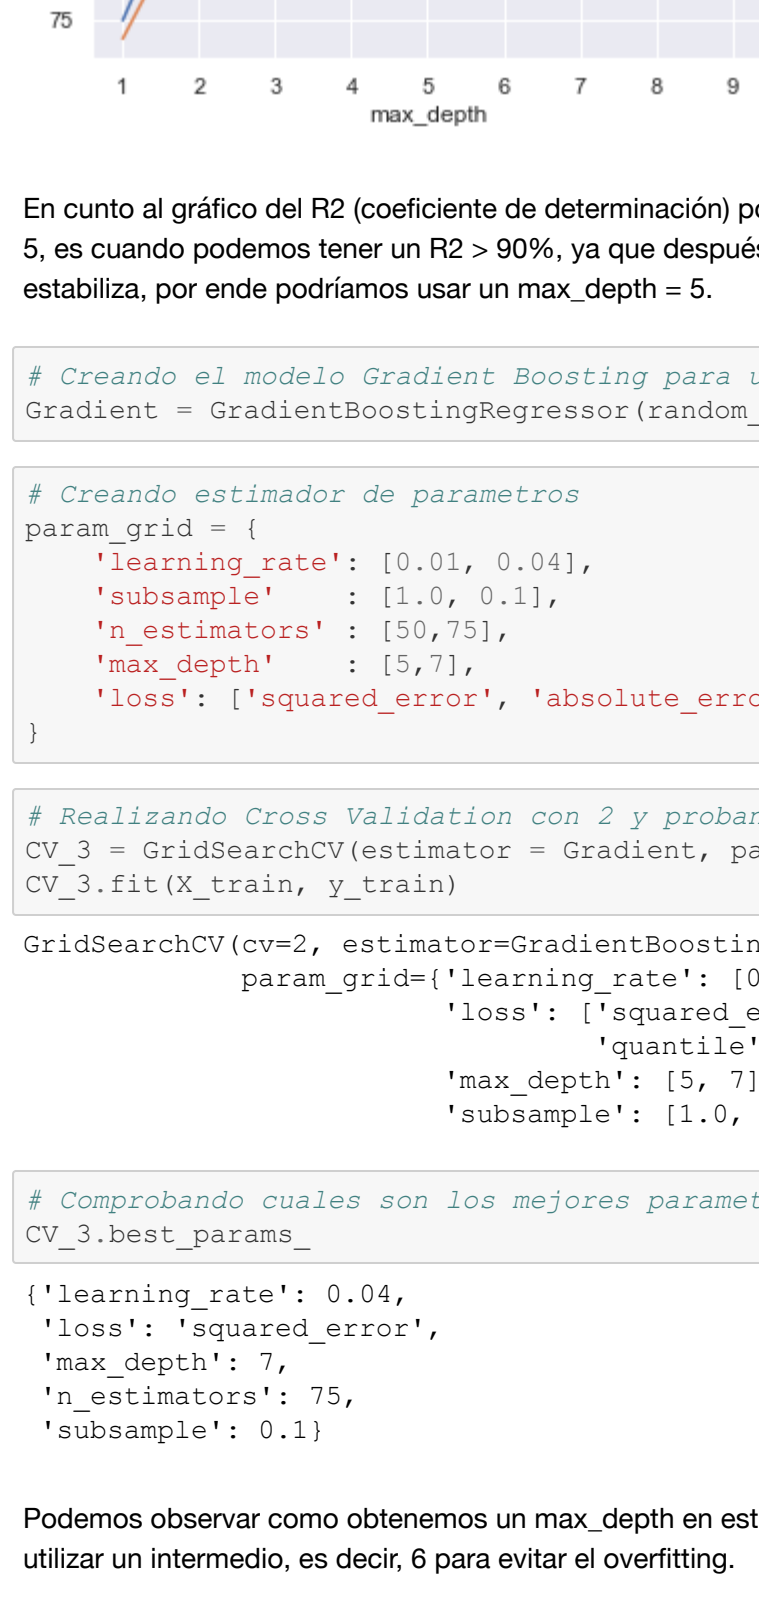 75
1 2 3 4 5 6 7 8 9
max_depth
En cunto al gráfico del R2 (coeficiente de determinación)
5, es cuando podemos tener un R2 > 90%, ya que después
estabiliza, por ende podríamos usar un max_depth = 5.
# Creando el modelo Gradient Boosting para
Gradient = GradientBoostingRegressor(random_
# Creando estimador de parametros
param_grid = {
    'learning_rate': [0.01, 0.04],
    'subsample'    : [1.0, 0.1],
    'n_estimators' : [50,75],
    'max_depth'    : [5,7],
    'loss': ['squared_error', 'absolute_erro
}
# Realizando Cross Validation con 2 y proban
CV_3 = GridSearchCV(estimator = Gradient, pa
CV_3.fit(X_train, y_train)
GridSearchCV(cv=2, estimator=GradientBoostin
             param_grid={'learning_rate': [0
                         'loss': ['squared_e
                                  'quantile'
                         'max_depth': [5, 7]
                         'subsample': [1.0,
# Comprobando cuales son los mejores paramet
CV_3.best_params_
{'learning_rate': 0.04,
 'loss': 'squared_error',
 'max_depth': 7,
 'n_estimators': 75,
 'subsample': 0.1}
Podemos observar como obtenemos un max_depth en est
utilizar un intermedio, es decir, 6 para evitar el overfitting.